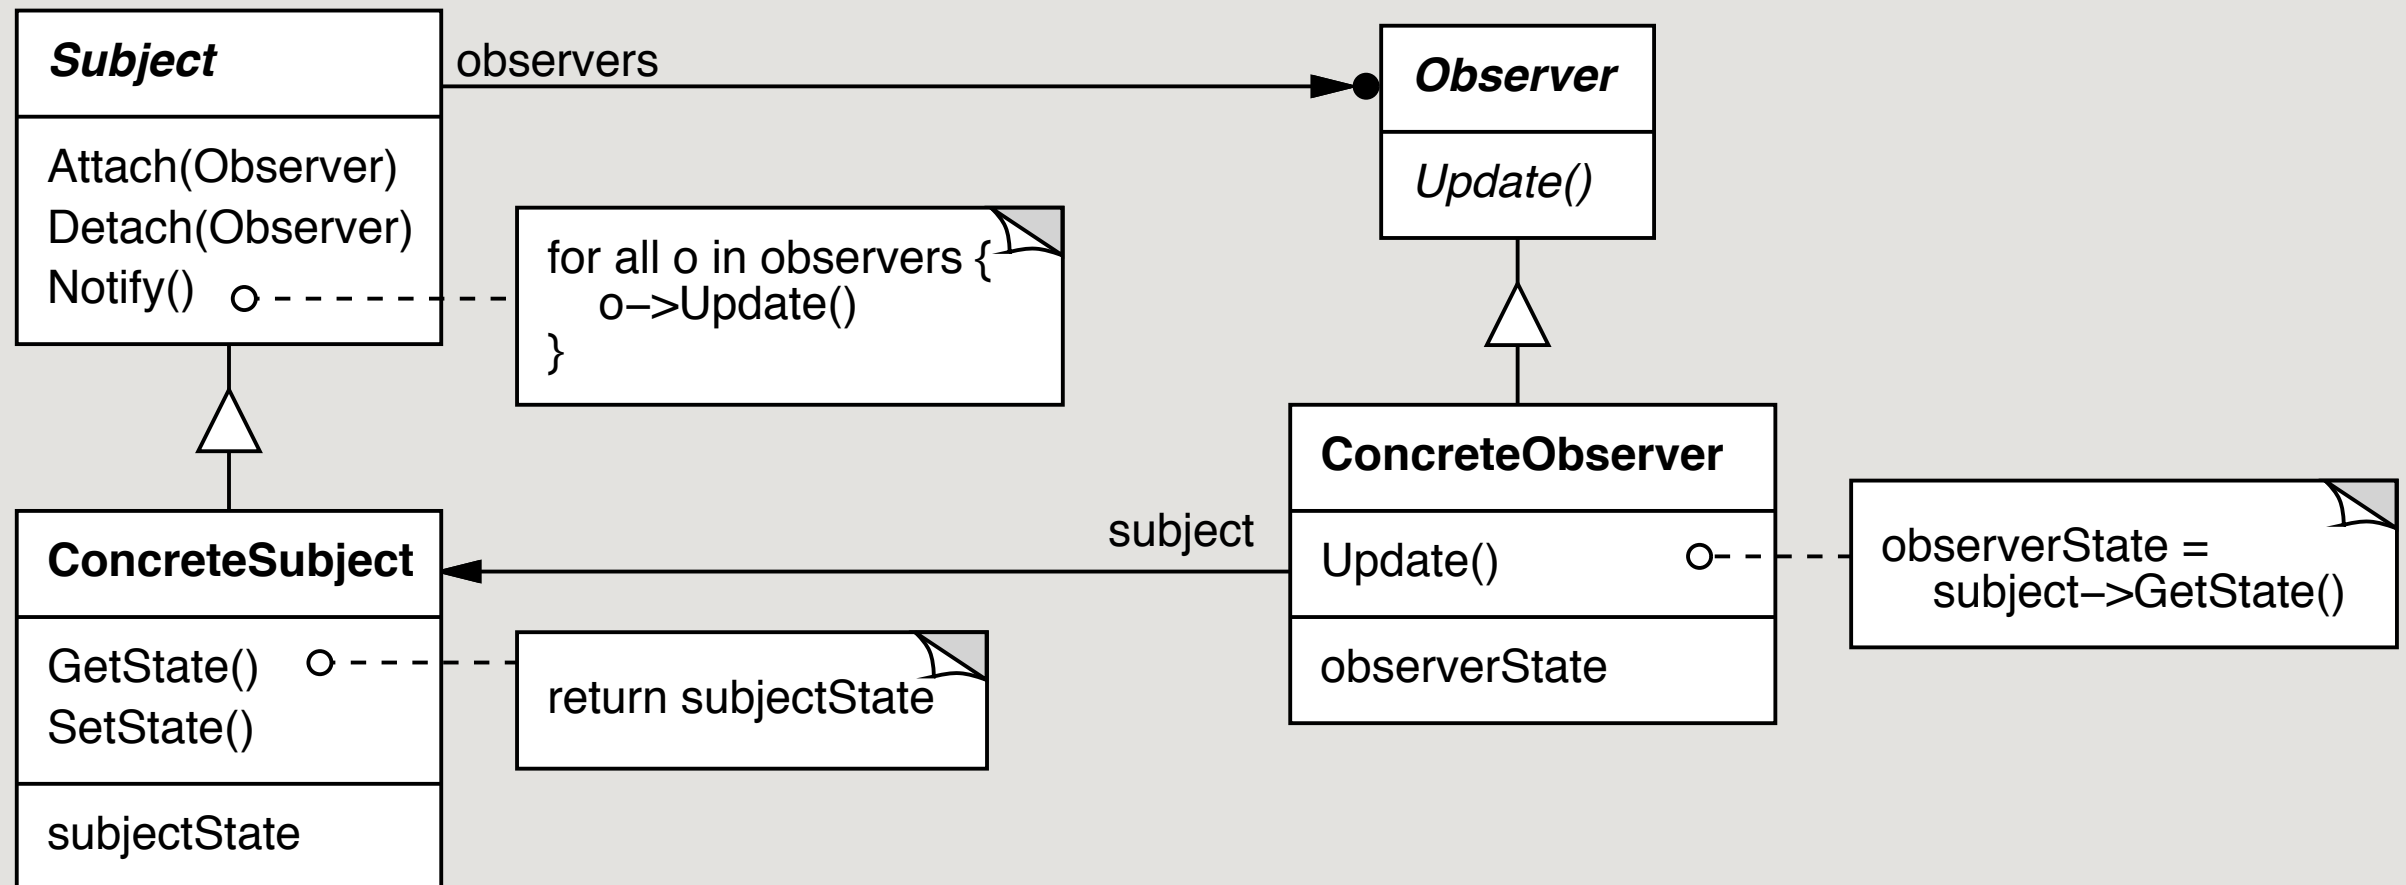 Subject
observers
Observer
Attach(Observer)
Detach(Observer)
Notify()
Update()
for all o in observers {
o–>Update()
}
ConcreteObserver
Update()
observerState
subject
observerState =
subject–>GetState()
ConcreteSubject
GetState()
SetState()
subjectState
return subjectState